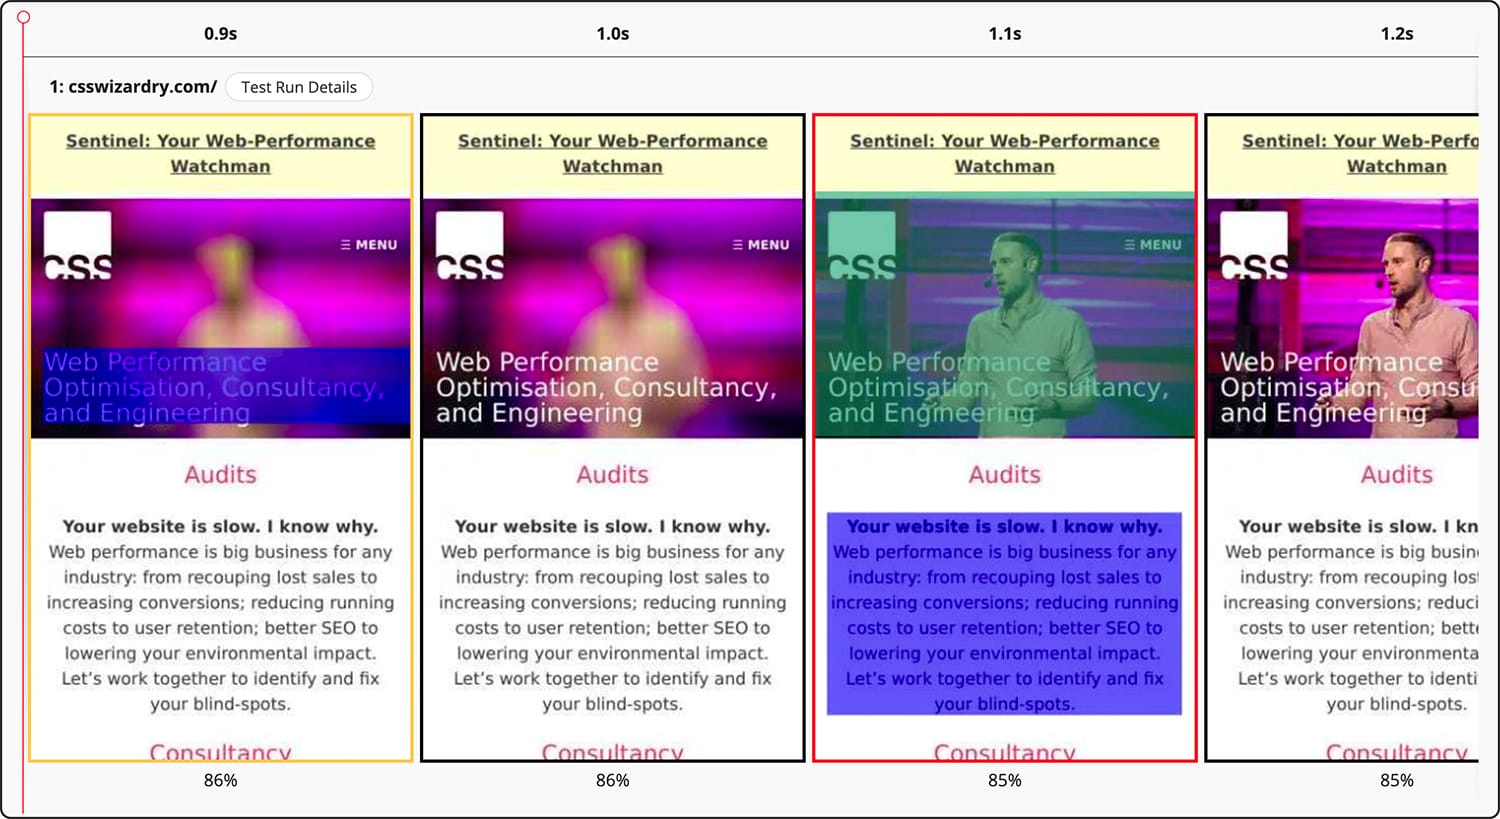 0.9s
1.0s
1.1s
1.2s
1: csswizardry.com/
Test Run Details
Sentinel: Your Web-Performance
Watchman
CSS
☰ MENU
Web Performance
Optimisation, Consultancy,
and Engineering
Audits
Your website is slow. I know why.
Web performance is big business for any
industry: from recouping lost sales to
increasing conversions; reducing running
costs to user retention; better SEO to
lowering your environmental impact.
Let’s work together to identify and fix
your blind-spots.
Consultancy
86%
Sentinel: Your Web-Performance
Watchman
CSS
☰ MENU
Web Performance
Optimisation, Consultancy,
and Engineering
Audits
Your website is slow. I know why.
Web performance is big business for any
industry: from recouping lost sales to
increasing conversions; reducing running
costs to user retention; better SEO to
lowering your environmental impact.
Let’s work together to identify and fix
your blind-spots.
Consultancy
86%
Sentinel: Your Web-Performance
Watchman
CSS
☰ MENU
Web Performance
Optimisation, Consultancy,
and Engineering
Audits
Your website is slow. I know why.
Web performance is big business for any
industry: from recouping lost sales to
increasing conversions; reducing running
costs to user retention; better SEO to
lowering your environmental impact.
Let’s work together to identify and fix
your blind-spots.
Consultancy
85%
Sentinel: Your Web-Perfo
Watchman
CSS
Web Performance
Optimisation, Consu
and Engineering
Audits
Your website is slow. I kn
Web performance is big busin
industry: from recouping lost
increasing conversions; reduci
costs to user retention; bette
lowering your environmenta
Let’s work together to identi
your blind-spots.
Consultancy
85%